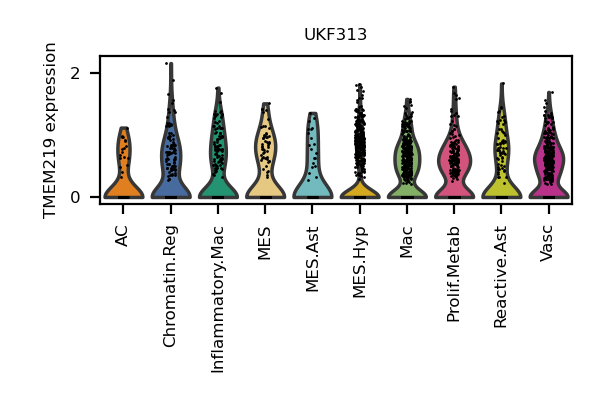 UKF313
TMEM219 expression
2
0
AC
Chromatin.Reg
Inflammatory.Mac
MES
MES.Ast
MES.Hyp
Mac
Prolif.Metab
Reactive.Ast
Vasc